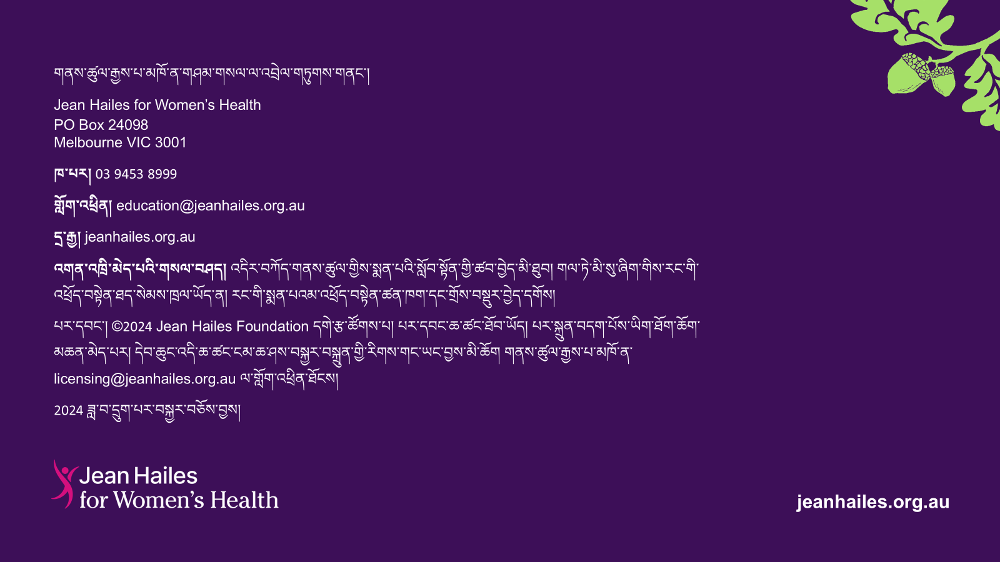 གནས་ཚུལ་རྒྱས་པ་མཁོ་ན་གཤམ་གསལ་ལ་འབྲེལ་གཏུགས་གནང་།
Jean Hailes for Women’s Health
PO Box 24098
Melbourne VIC 3001
ཁ་པར། 03 9453 8999
གློག་འཕྲིན། education@jeanhailes.org.au
དྲ་རྒྱ། jeanhailes.org.au
འགན་འཁྲི་མེད་པའི་གསལ་བཤད། འདིར་བཀོད་གནས་ཚུལ་གྱིས་སྨན་པའི་སློབ་སྟོན་གྱི་ཚབ་བྱེད་མི་ཐུབ། གལ་ཏེ་མི་སུ་ཞིག་གིས་རང་གི་
འཕྲོད་བསྟེན་ཐད་སེམས་ཁྲལ་ཡོད་ན། རང་གི་སྨན་པའམ་འཕྲོད་བསྟེན་ཚན་ཁག་དང་གྲོས་བསྡུར་བྱེད་དགོས།
པར་དབང་། ©2024 Jean Hailes Foundation དགེ་རྩ་ཚོགས་པ། པར་དབང་ཆ་ཚང་ཐོབ་ཡོད། པར་སྐྲུན་བདག་པོས་ཡིག་ཐོག་ཆོག་
མཆན་མེད་པར། དེབ་ཆུང་འདི་ཆ་ཚང་ངམ་ཆ་ཤས་བསྐྱར་བསྐྲུན་གྱི་རིགས་གང་ཡང་བྱས་མི་ཆོག གནས་ཚུལ་རྒྱས་པ་མཁོ་ན་
licensing@jeanhailes.org.au ལ་གློག་འཕྲིན་ཐོངས།
2024 ཟླ་བ་དྲུག་པར་བསྐྱར་བཅོས་བྱས།
Jean Hailes
for Women’s Health
jeanhailes.org.au